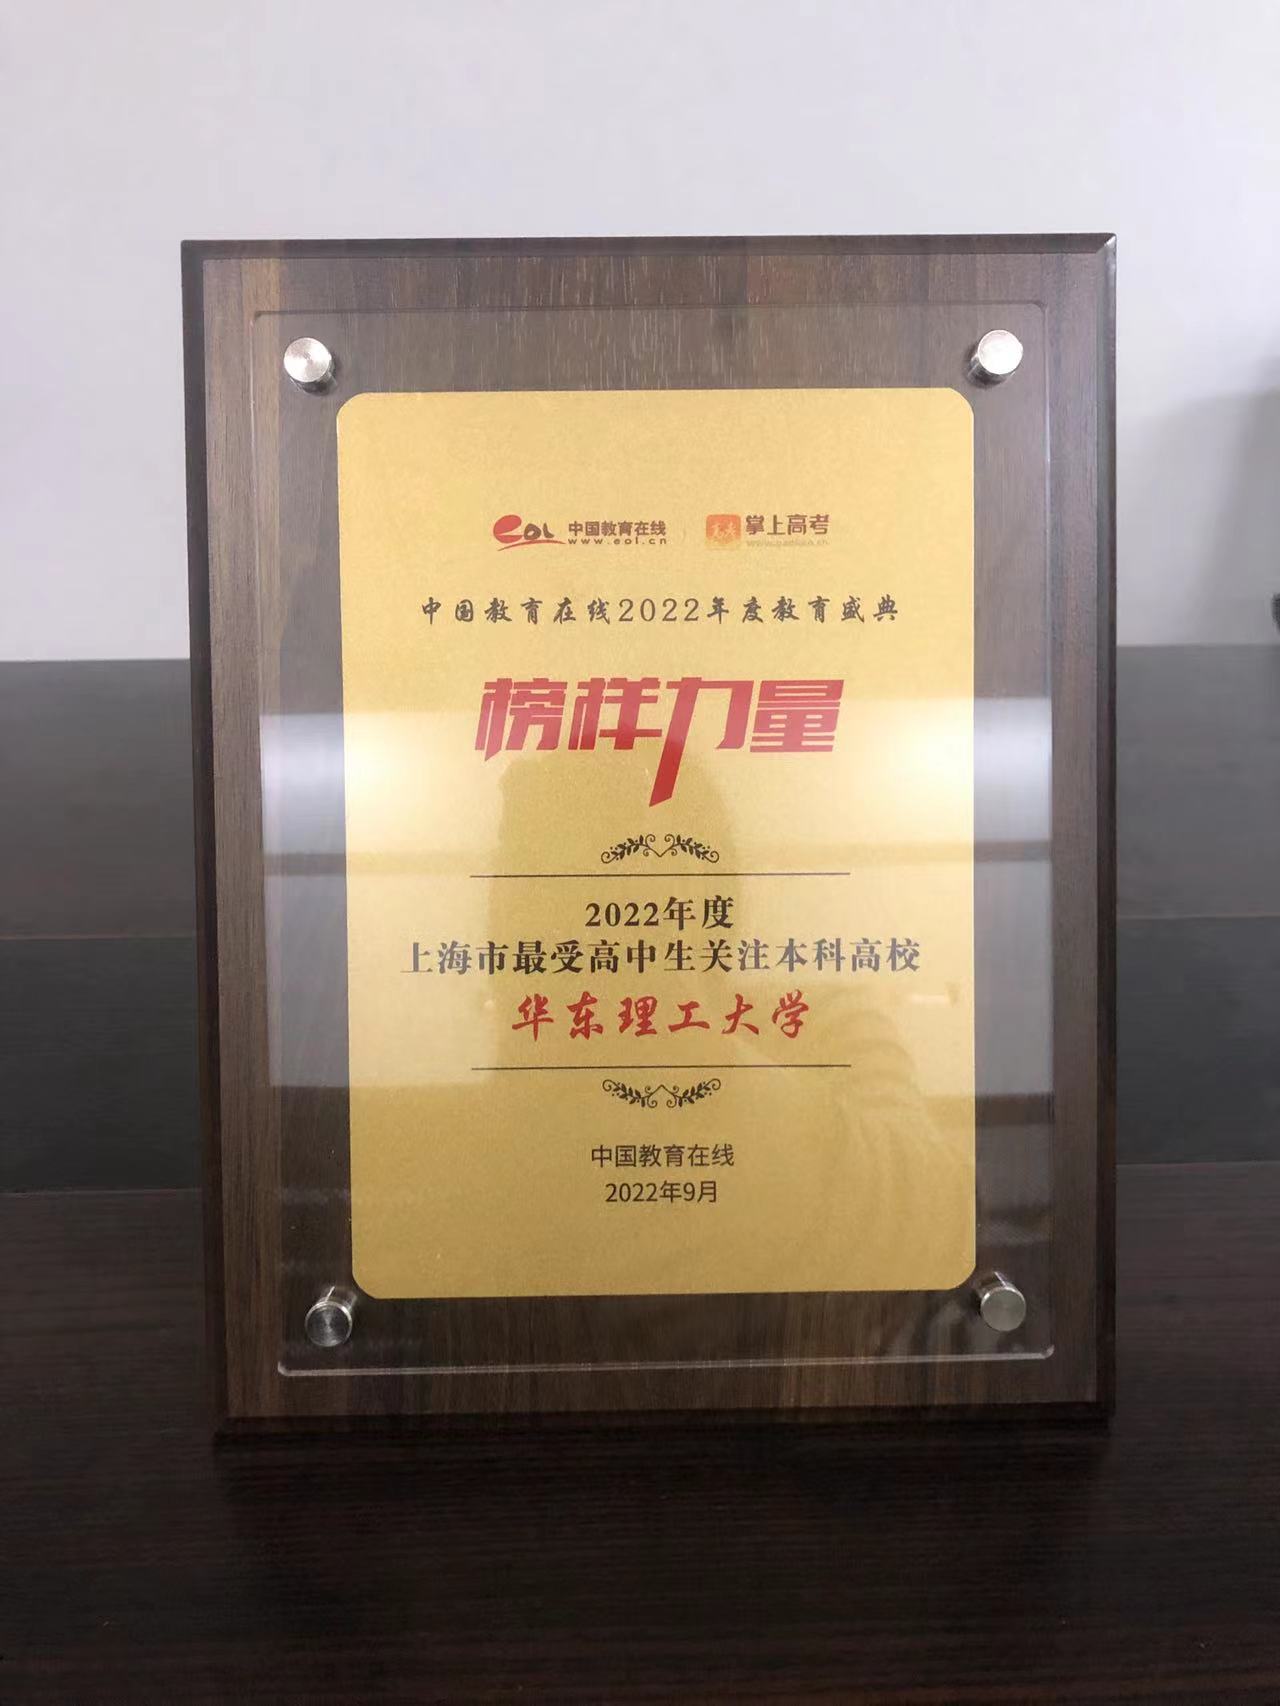 eol 中国教育在线 掌上高考
www.eol.cn
中国教育在线2022年度教育盛典
榜样力量
2022年度
上海市最受高中生关注本科高校
华东理工大学
中国教育在线
2022年9月